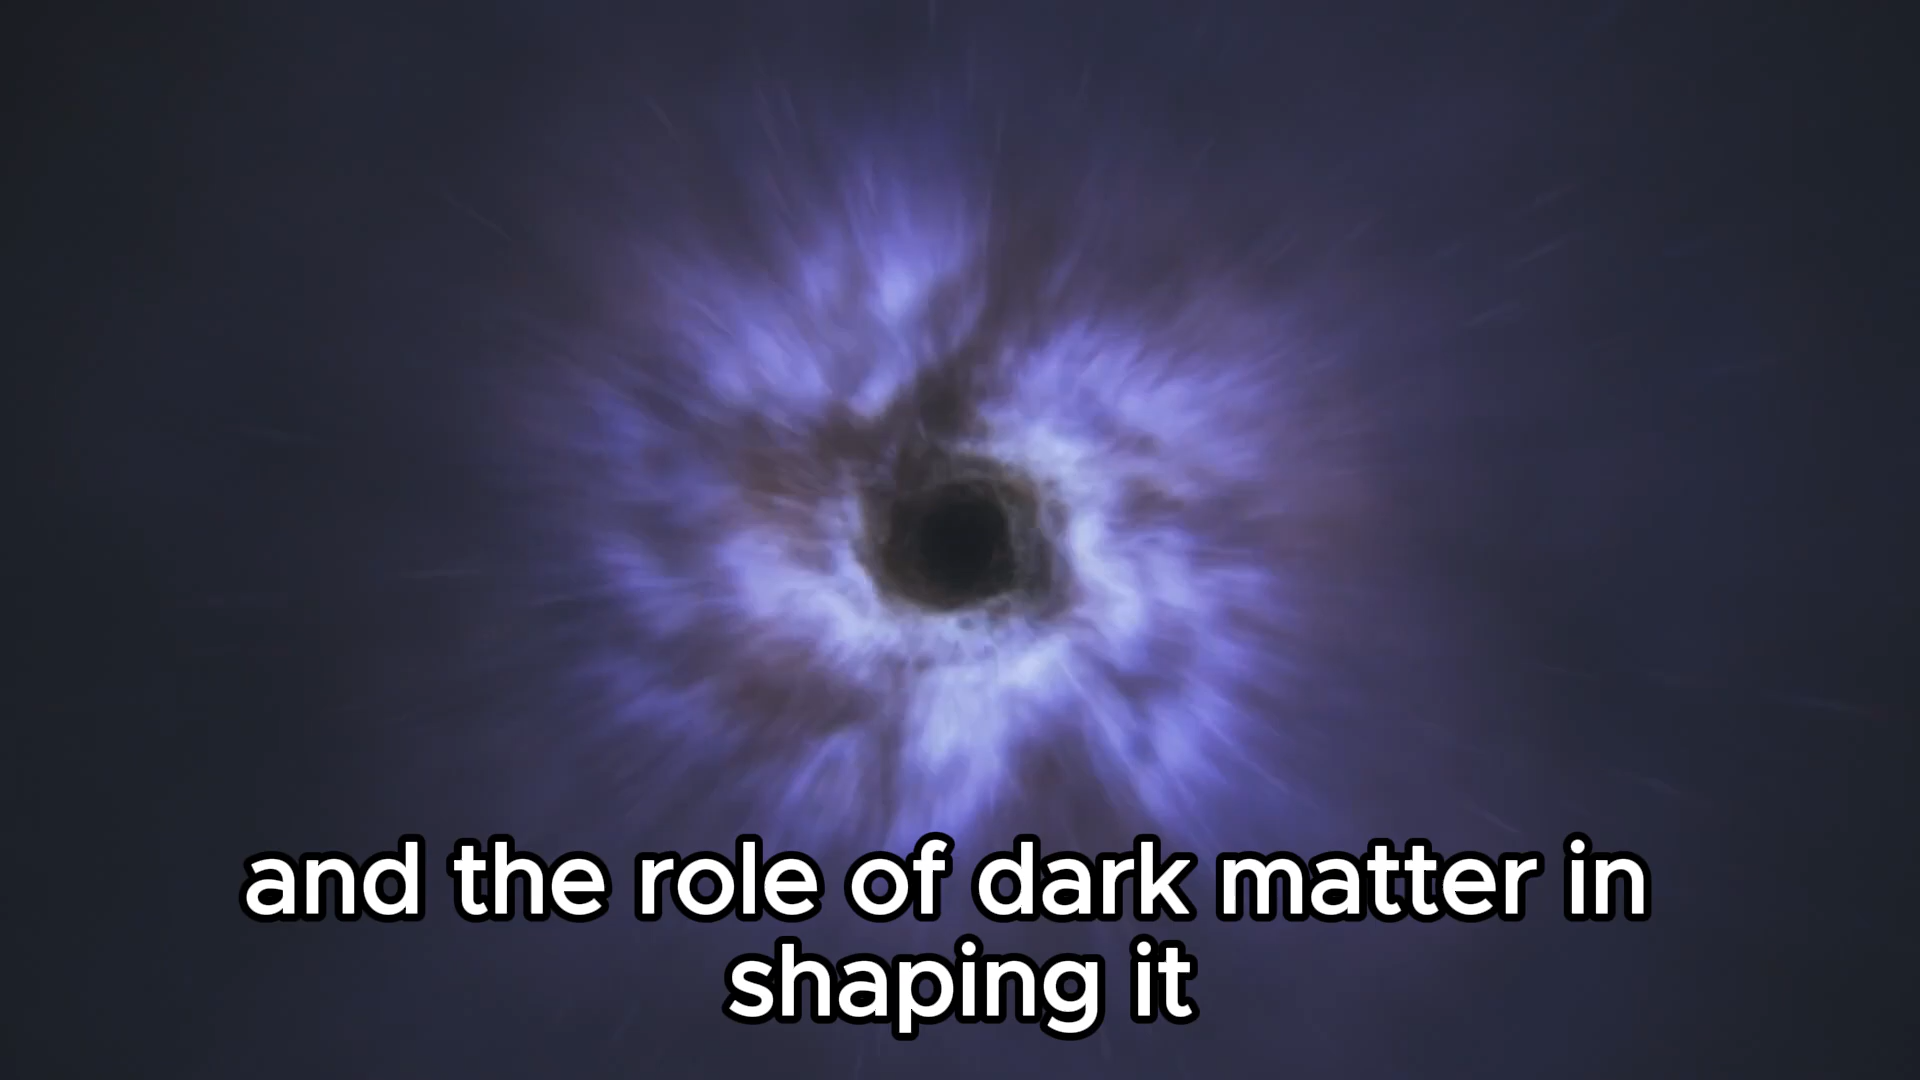 and the role of dark matter in
shaping it